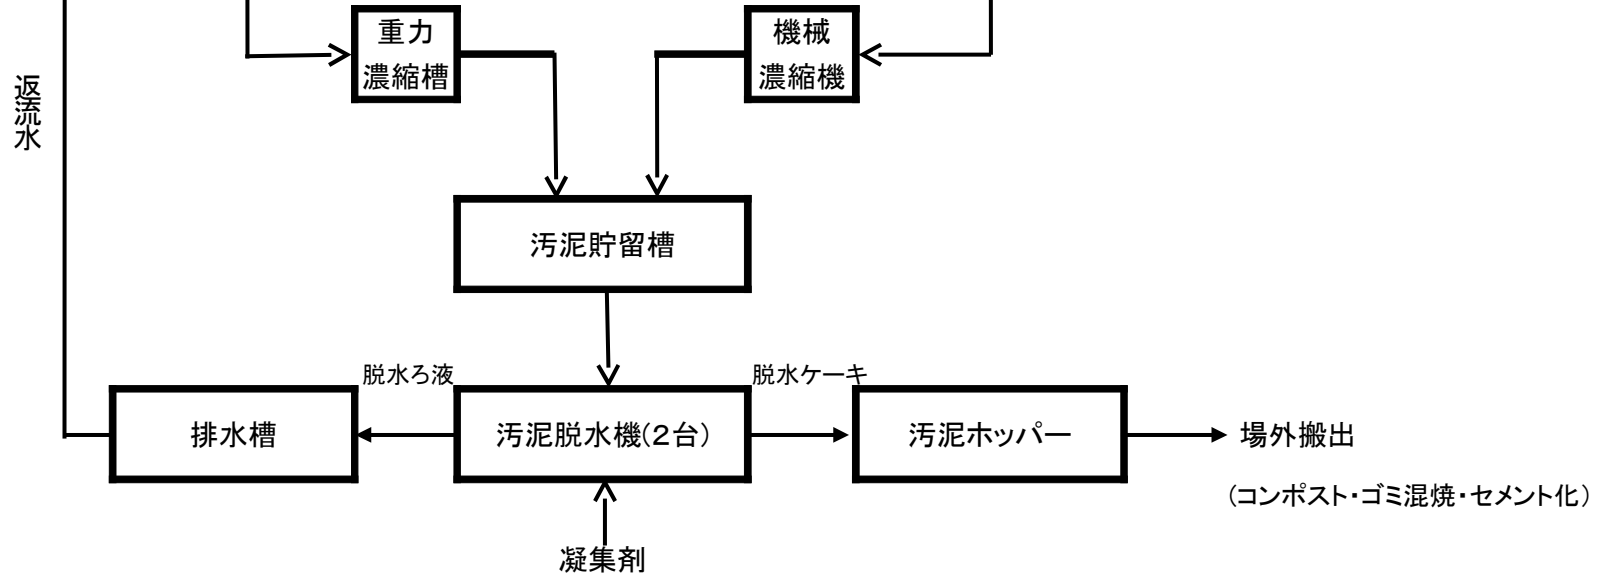 重力
濃縮槽
機械
濃縮機
返流水
汚泥貯留槽
脱水ろ液
脱水ケーキ
排水槽
汚泥脱水機(2台)
汚泥ホッパー
場外搬出
(コンポスト・ゴミ混焼・セメント化)
凝集剤